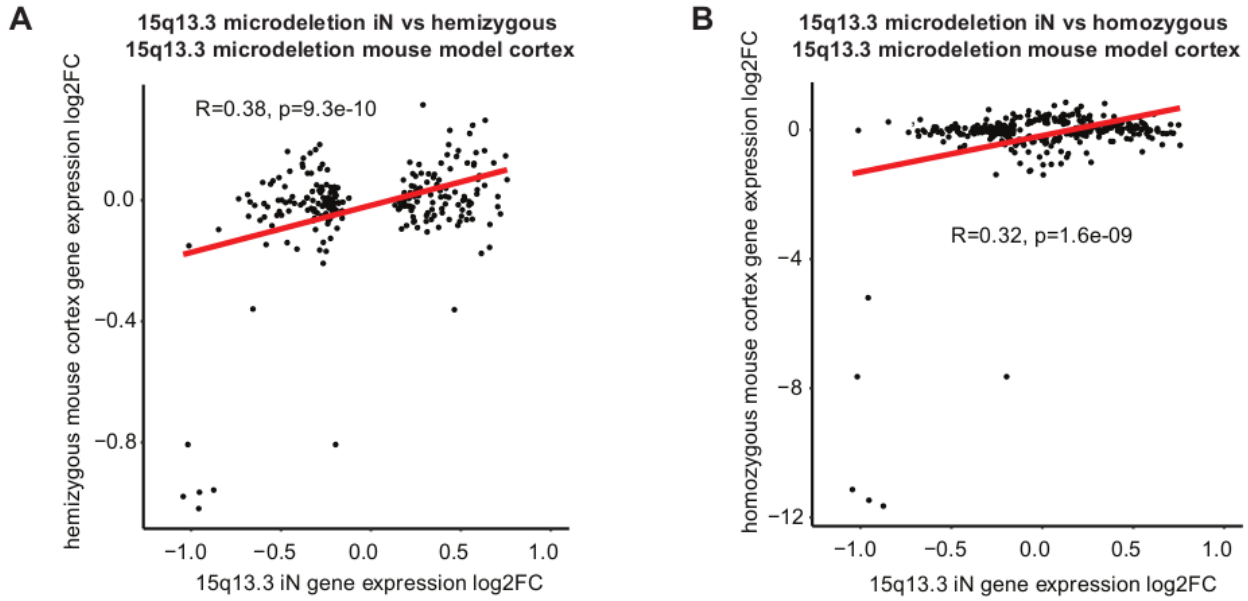 A
15q13.3 microdeletion iN vs hemizygous
15q13.3 microdeletion mouse model cortex
hemizygous mouse cortex gene expression log2FC
R=0.38, p=9.3e-10
0.0
−0.4
−0.8
−1.0 −0.5 0.0 0.5 1.0
15q13.3 iN gene expression log2FC
B
15q13.3 microdeletion iN vs homozygous
15q13.3 microdeletion mouse model cortex
homozygous mouse cortex gene expression log2FC
0
−4
−8
−12
R=0.32, p=1.6e-09
−1.0 −0.5 0.0 0.5 1.0
15q13.3 iN gene expression log2FC